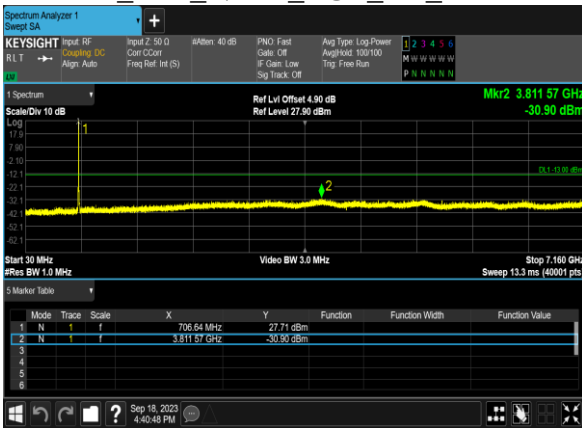 Spectrum Analyzer 1
Swept SA
KEYSIGHT Input: RF Input Z: 50 Ω #Atten: 40 dB PNO: Fast Avg Type: Log-Power 1 2 3 4 5 6
RLT Coupling: DC Corr CCorr Gate: Off Avg|Hold: 100/100 M W W W W W
Align: Auto Freq Ref: Int (S) IF Gain: Low Trig: Free Run
LW Sig Track: Off P N N N N N
1 Spectrum
Ref Lvl Offset 4.90 dB Mkr2 3.811 57 GHz
Scale/Div 10 dB Ref Level 27.90 dBm -30.90 dBm
Log
17.9 1
7.90
-2.10
-12.1 DL1 -13.00 dBm
-22.1 2
-32.1
-42.1
-52.1
-62.1
Start 30 MHz Video BW 3.0 MHz Stop 7.160 GHz
#Res BW 1.0 MHz Sweep 13.3 ms (40001 pts)
5 Marker Table
Mode Trace Scale X Y Function Function Width Function Value
1 N 1 f 706.64 MHz 27.71 dBm
2 N 1 f 3.811 57 GHz -30.90 dBm
3
4
5
6
? Sep 18, 2023
4:40:48 PM